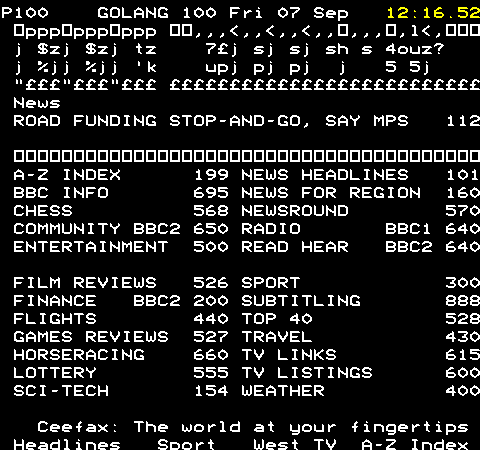 P100 GOLANG 100 Fri 07 Sep 12:16.52
pppp ppp ppp ,,,<,,<,<, ,,, ,l<,
j $zj $zj tz 7£j sj sj sh s 4ouz?
j ¾jj ¾jj 'k upj pj pj j 5 5j
"£££"£££"£££ ££££££££££££££££££££££££££
News
ROAD FUNDING STOP-AND-GO, SAY MPS 112
A-Z INDEX 199 NEWS HEADLINES 101
BBC INFO 695 NEWS FOR REGION 160
CHESS 568 NEWSROUND 570
COMMUNITY BBC2 650 RADIO BBC1 640
ENTERTAINMENT 500 READ HEAR BBC2 640
FILM REVIEWS 526 SPORT 300
FINANCE BBC2 200 SUBTITLING 888
FLIGHTS 440 TOP 40 528
GAMES REVIEWS 527 TRAVEL 430
HORSERACING 660 TV LINKS 615
LOTTERY 555 TV LISTINGS 600
SCI-TECH 154 WEATHER 400
Ceefax: The world at your fingertips
Headlines Sport West TV A-Z Index